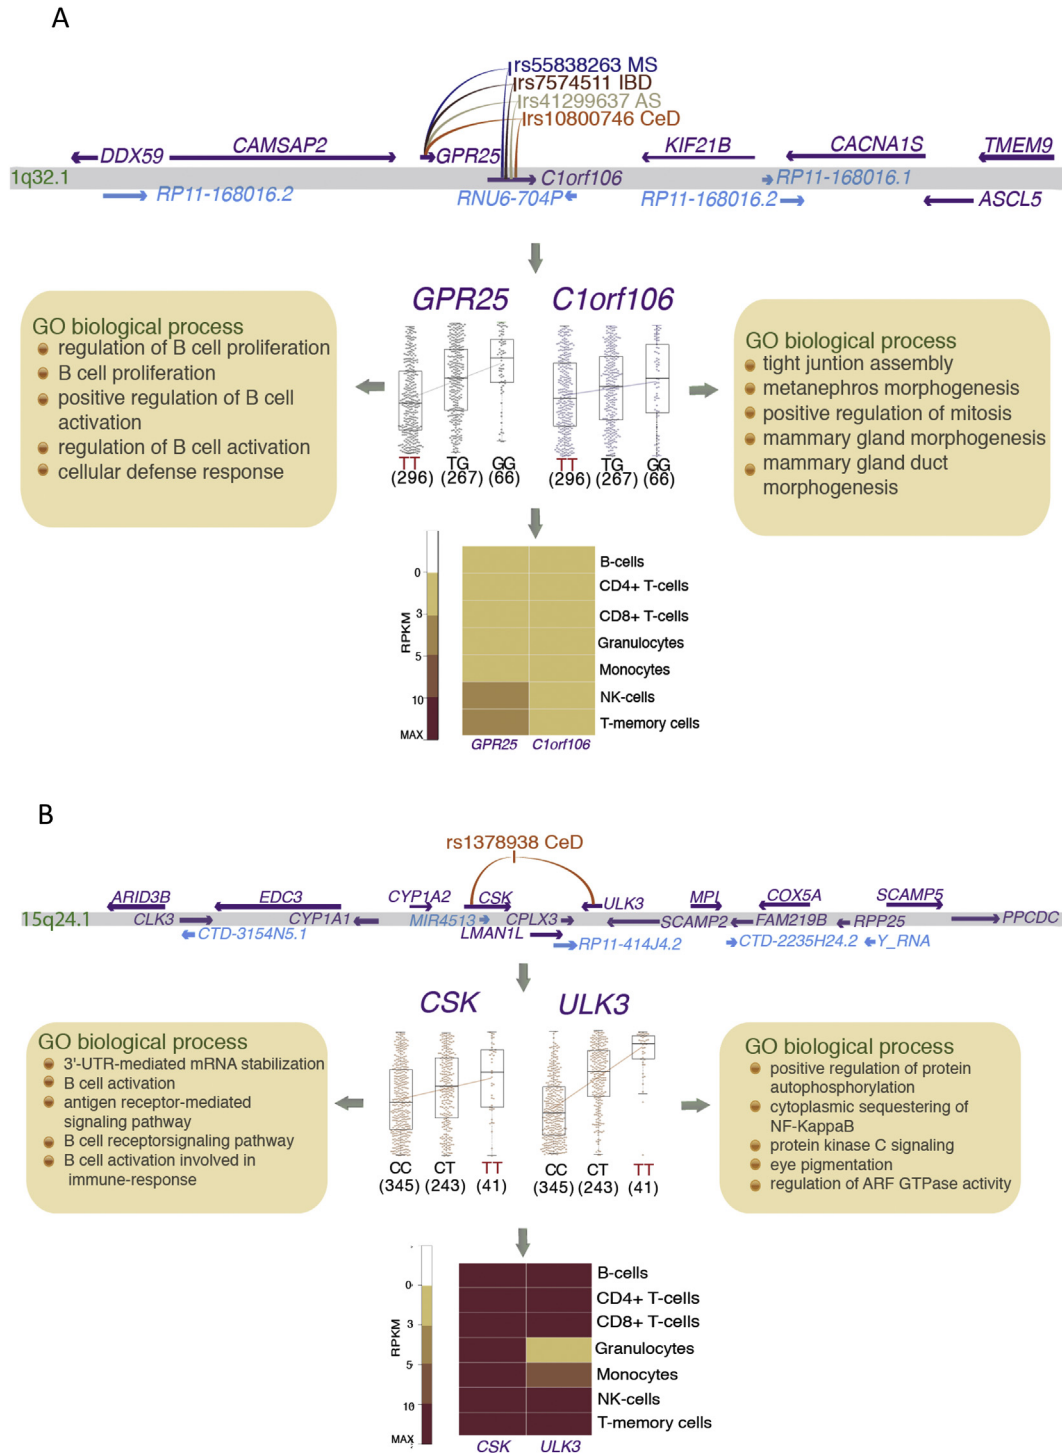 A
rs55838263 MS
rs7574511 IBD
rs41299637 AS
rs10800746 CeD
DDX59
CAMSAP2
GPR25
KIF21B
CACNA1S
TMEM9
1q32.1
C1orf106
RP11-168016.1
RP11-168016.2
RNU6-704P
RP11-168016.2
ASCL5
GPR25
C1orf106
GO biological process
regulation of B cell proliferation
B cell proliferation
positive regulation of B cell
activation
regulation of B cell activation
cellular defense response
TT TG GG
(296) (267) (66)
TT TG GG
(296) (267) (66)
GO biological process
tight juntion assembly
metanephros morphogenesis
positive regulation of mitosis
mammary gland morphogenesis
mammary gland duct
morphogenesis
RPKM
0
3
5
10
MAX
B-cells
CD4+ T-cells
CD8+ T-cells
Granulocytes
Monocytes
NK-cells
T-memory cells
GPR25 C1orf106
B
rs1378938 CeD
ARID3B
EDC3
CYP1A2
CSK
ULK3
MPI
COX5A
SCAMP5
15q24.1
CLK3
CYP1A1
MIR4513
CPLX3
SCAMP2
FAM219B
RPP25
PPCDC
CTD-3154N5.1
LMAN1L
RP11-414J4.2
CTD-2235H24.2
Y_RNA
CSK
ULK3
GO biological process
3'-UTR-mediated mRNA stabilization
B cell activation
antigen receptor-mediated
signaling pathway
B cell receptorsignaling pathway
B cell activation involved in
immune-response
CC CT TT
(345) (243) (41)
CC CT TT
(345) (243) (41)
GO biological process
positive regulation of protein
autophosphorylation
cytoplasmic sequestering of
NF-KappaB
protein kinase C signaling
eye pigmentation
regulation of ARF GTPase activity
RPKM
0
3
5
10
MAX
B-cells
CD4+ T-cells
CD8+ T-cells
Granulocytes
Monocytes
NK-cells
T-memory cells
CSK ULK3